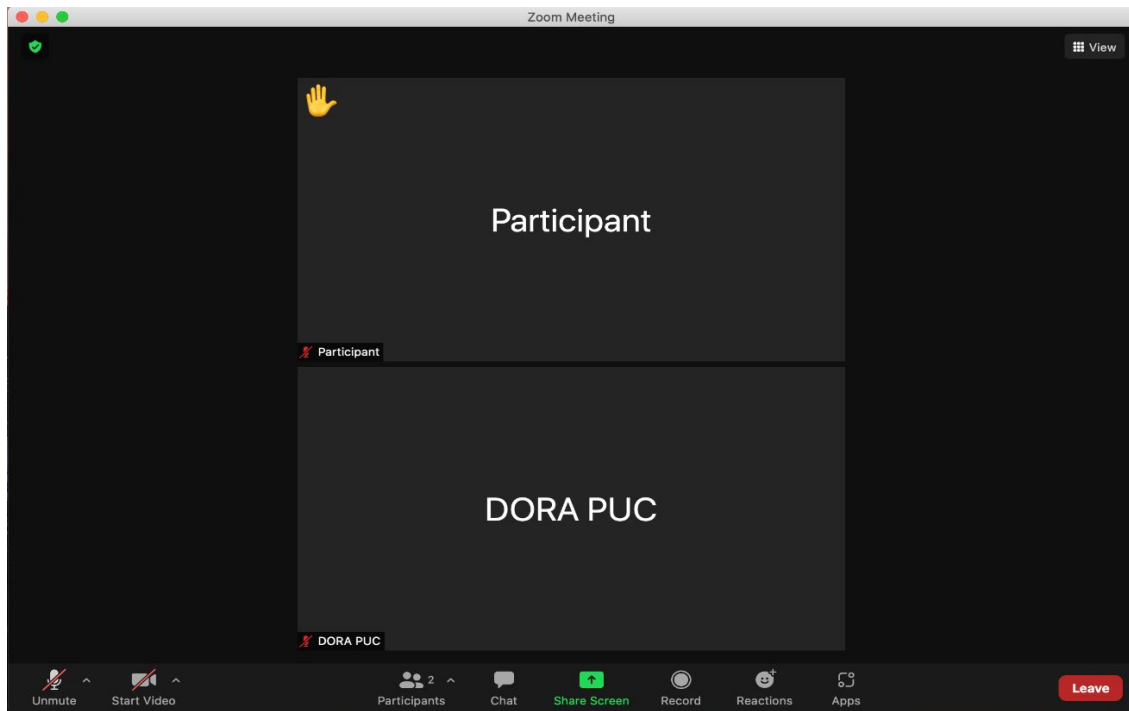 Zoom Meeting
View
Participant
Participant
DORA PUC
DORA PUC
Unmute Start Video Participants 2 Chat Share Screen Record Reactions Apps Leave